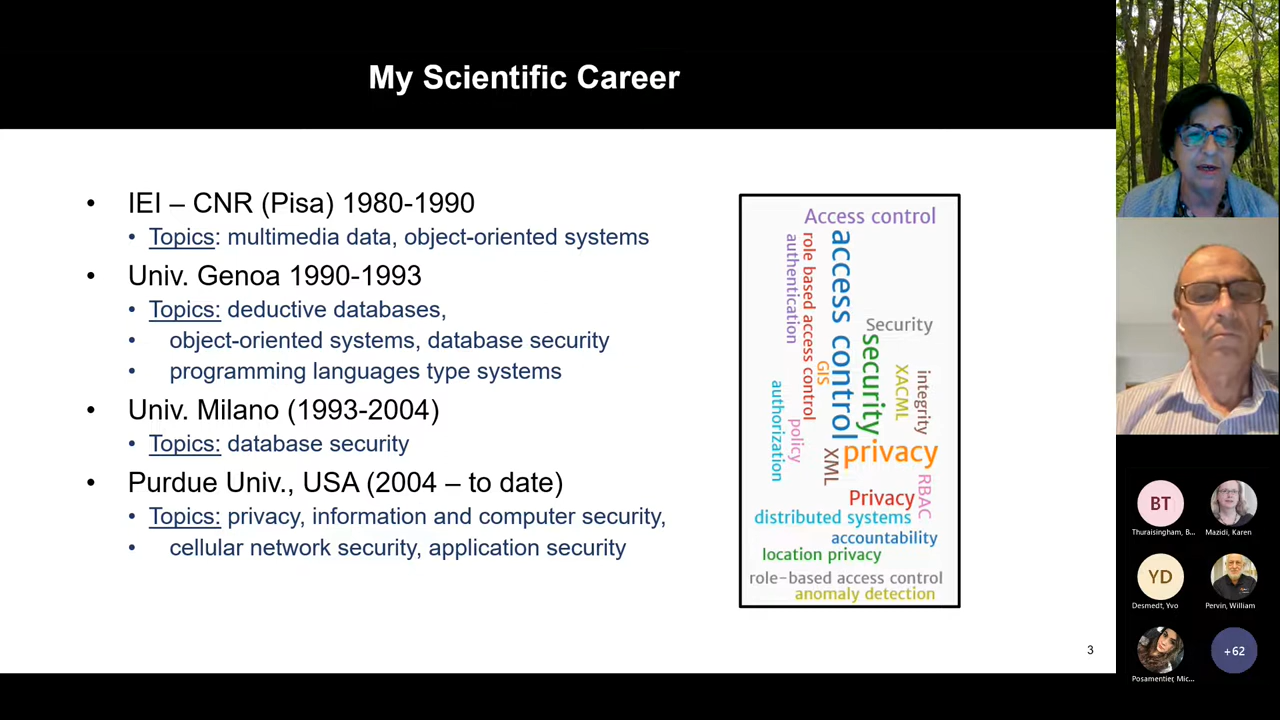 My Scientific Career
• IEI – CNR (Pisa) 1980-1990
• Topics: multimedia data, object-oriented systems
• Univ. Genoa 1990-1993
• Topics: deductive databases,
• object-oriented systems, database security
• programming languages type systems
• Univ. Milano (1993-2004)
• Topics: database security
• Purdue Univ., USA (2004 – to date)
• Topics: privacy, information and computer security,
• cellular network security, application security
Access control
authentication
role based access control
access control
Security
GIS
security
XACML
integrity
authorization
policy
XML
privacy
RBAC
Privacy
distributed systems
accountability
location privacy
role-based access control
anomaly detection
3
BT
Thuraisingham, B...
Mazidi, Karen
YD
Desmedt, Yvo
Pervin, William
Posamentier, Mic...
+62